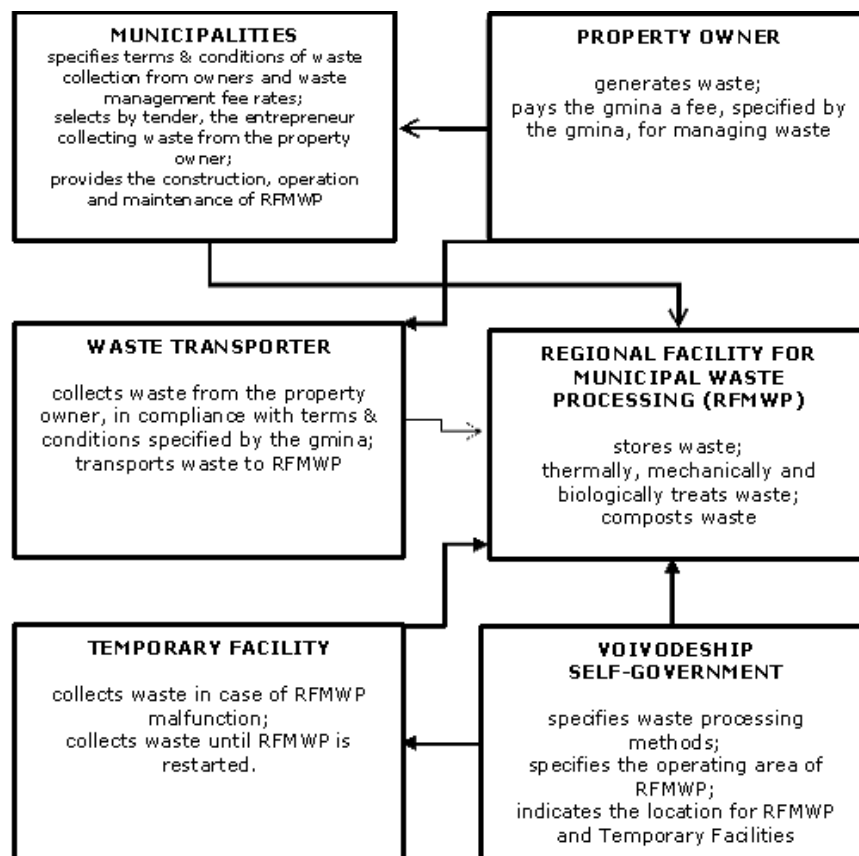 MUNICIPALITIES
specifies terms & conditions of waste
collection from owners and waste
management fee rates;
selects by tender, the entrepreneur
collecting waste from the property
owner;
provides the construction, operation
and maintenance of RFMWP
PROPERTY OWNER
generates waste;
pays the gmina a fee, specified by
the gmina, for managing waste
WASTE TRANSPORTER
collects waste from the property
owner, in compliance with terms &
conditions specified by the gmina;
transports waste to RFMWP
REGIONAL FACILITY FOR
MUNICIPAL WASTE
PROCESSING (RFMWP)
stores waste;
thermally, mechanically and
biologically treats waste;
composts waste
TEMPORARY FACILITY
collects waste in case of RFMWP
malfunction;
collects waste until RFMWP is
restarted.
VOIVODESHIP
SELF-GOVERNMENT
specifies waste processing
methods;
specifies the operating area of
RFMWP;
indicates the location for RFMWP
and Temporary Facilities